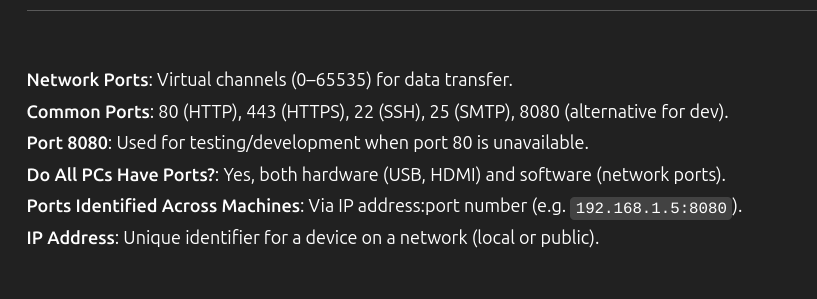 Network Ports: Virtual channels (0–65535) for data transfer.
Common Ports: 80 (HTTP), 443 (HTTPS), 22 (SSH), 25 (SMTP), 8080 (alternative for dev).
Port 8080: Used for testing/development when port 80 is unavailable.
Do All PCs Have Ports?: Yes, both hardware (USB, HDMI) and software (network ports).
Ports Identified Across Machines: Via IP address:port number (e.g. 192.168.1.5:8080).
IP Address: Unique identifier for a device on a network (local or public).